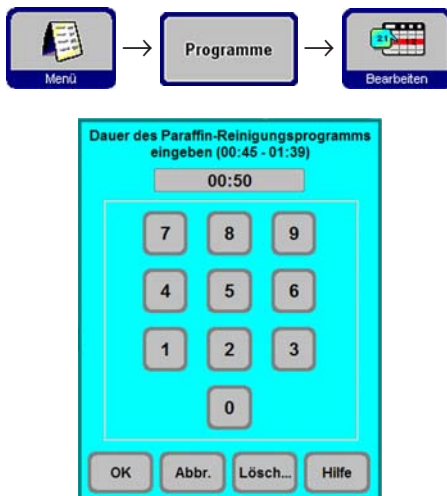 Menü → Programme → Bearbeiten
21
Dauer des Paraffin-Reinigungsprogramms
eingeben (00:45 - 01:39)
00:50
7 8 9
4 5 6
1 2 3
0
OK Abbr. Lösch... Hilfe